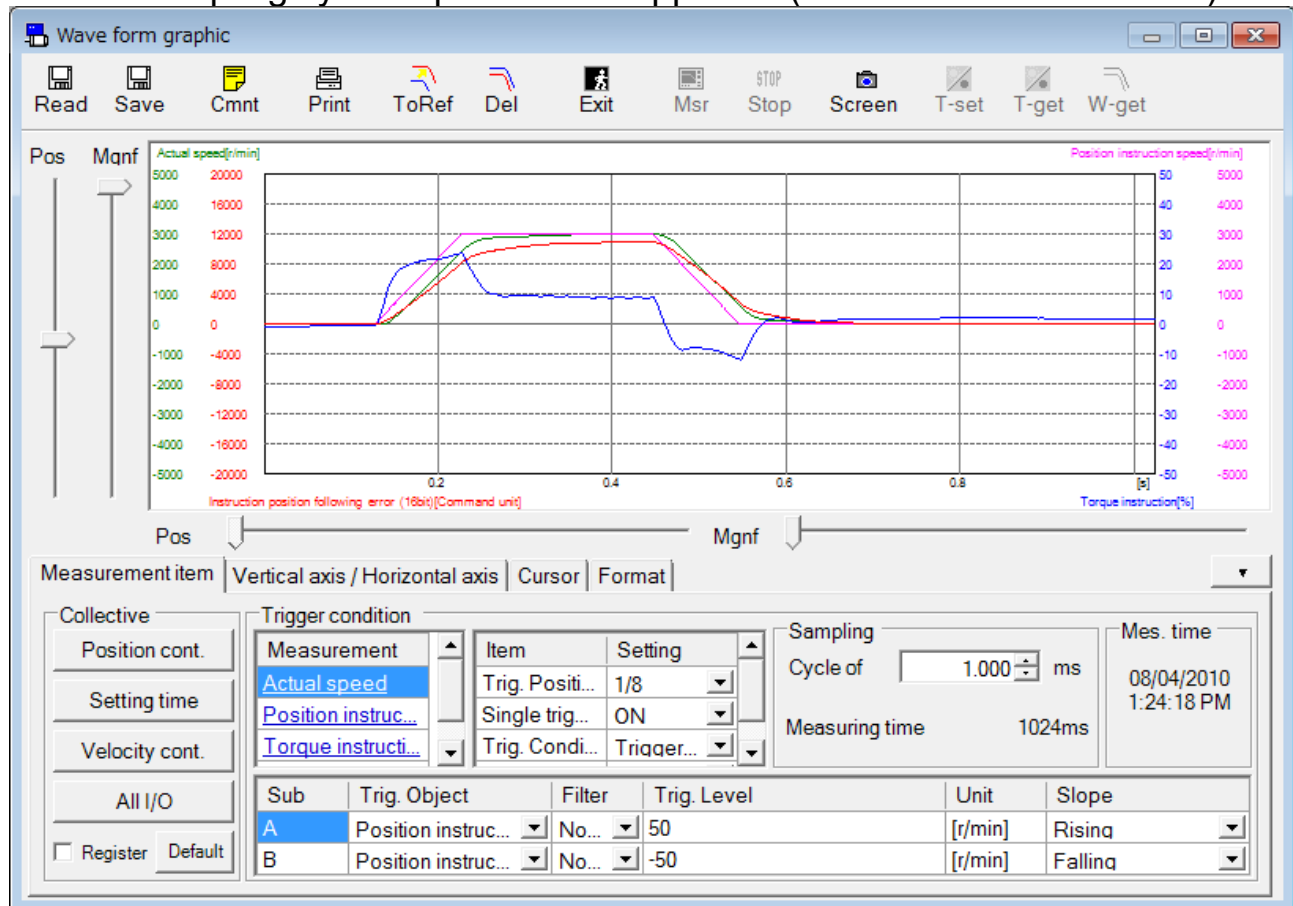 Wave form graphic
Read Save Cmnt Print ToRef Del Exit Msr STOP Stop Screen T-set T-get W-get
Pos Mgnf Actual speed[r/min] Position instruction speed[r/min]
5000 20000 50 5000
4000 16000 40 4000
3000 12000 30 3000
2000 8000 20 2000
1000 4000 10 1000
0 0 0 0
-1000 -4000 -10 -1000
-2000 -8000 -20 -2000
-3000 -12000 -30 -3000
-4000 -16000 -40 -4000
-5000 -20000 0.2 0.4 0.6 0.8 [s] -50 -5000
Instruction position following error (16bit)[Command unit] Torque instruction[%]
Pos Mgnf
Measurement item Vertical axis / Horizontal axis Cursor Format
Collective Trigger condition Sampling Mes. time
Position cont. Measurement Item Setting Cycle of 1.000 ms 08/04/2010
Setting time Actual speed Trig. Positi... 1/8 1:24:18 PM
Position instruc... Single trig... ON Measuring time 1024ms
Velocity cont. Torque instructi... Trig. Condi... Trigger...
All I/O Sub Trig. Object Filter Trig. Level Unit Slope
A Position instruc... No... 50 [r/min] Rising
Register Default B Position instruc... No... -50 [r/min] Falling